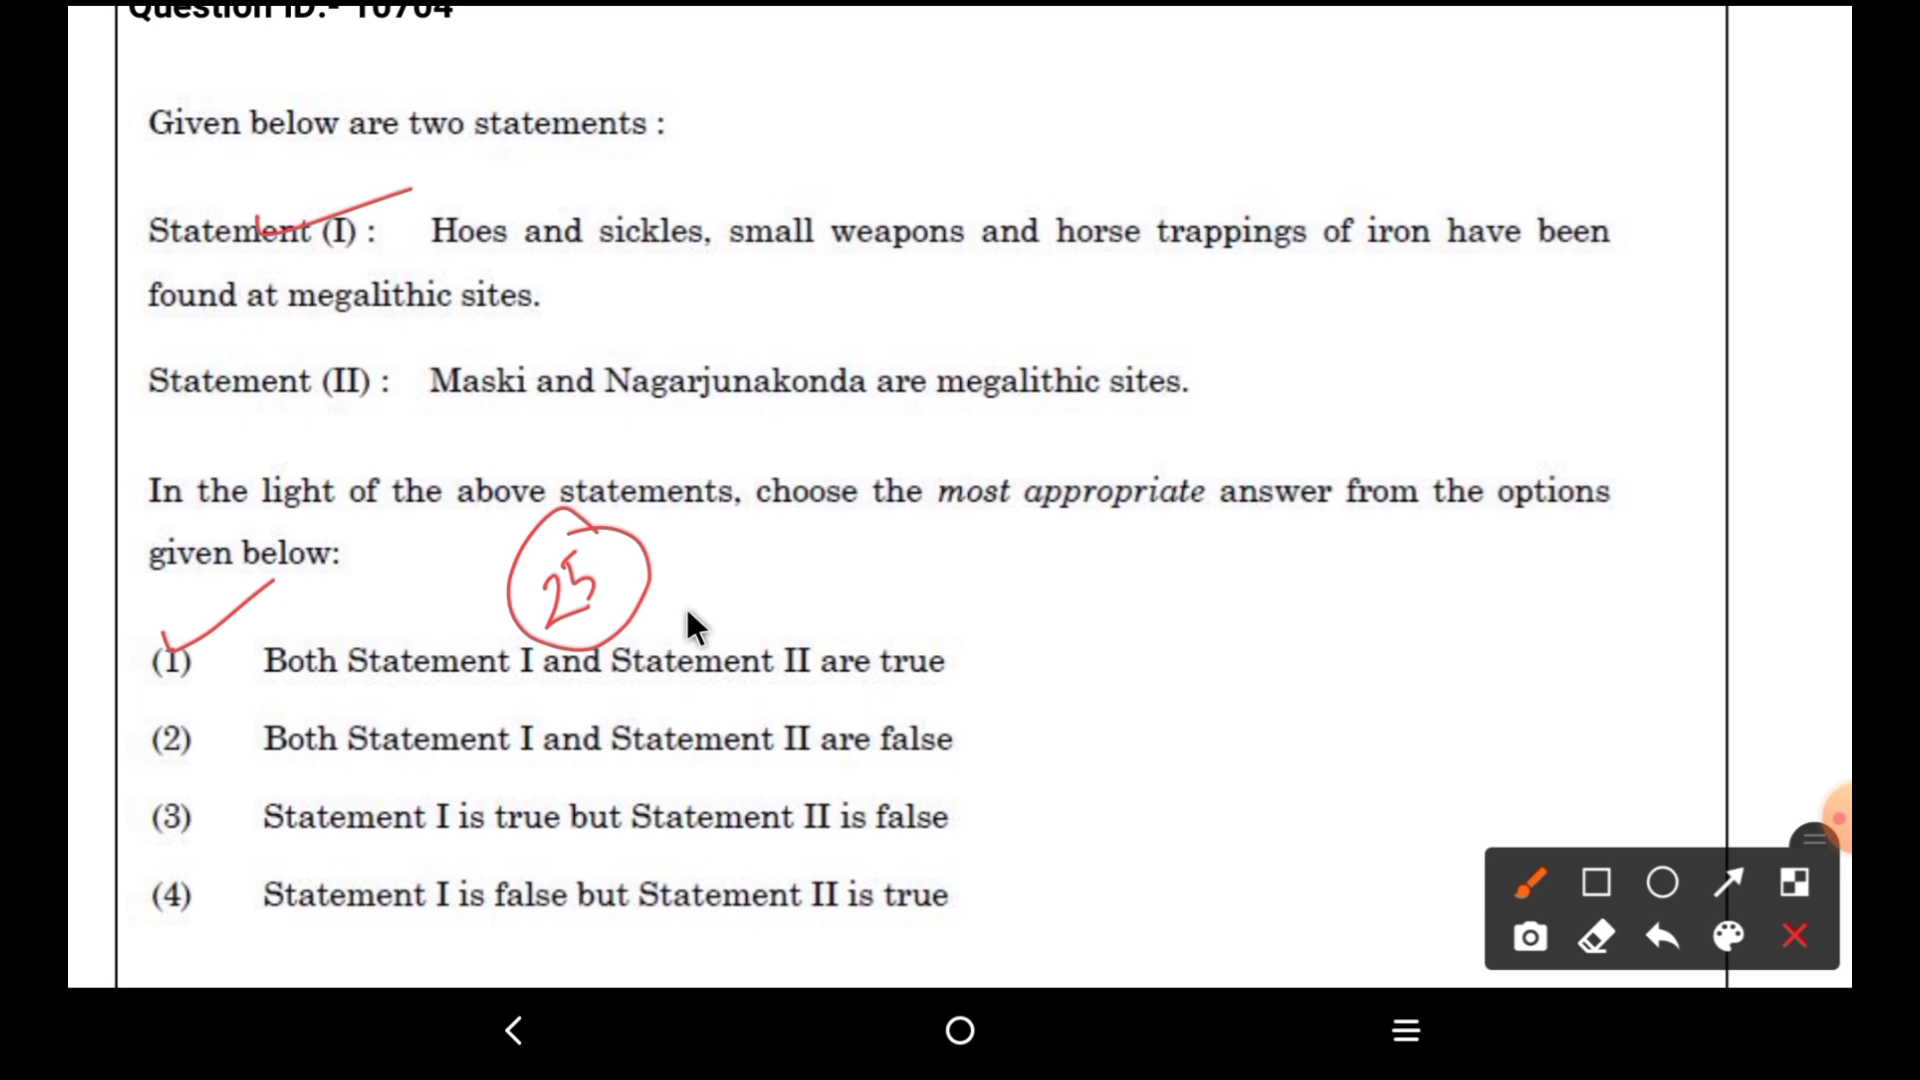 Question ID:- 10704
Given below are two statements :
Statement (I) : Hoes and sickles, small weapons and horse trappings of iron have been
found at megalithic sites.
Statement (II) : Maski and Nagarjunakonda are megalithic sites.
In the light of the above statements, choose the most appropriate answer from the options
given below:
25
(1) Both Statement I and Statement II are true
(2) Both Statement I and Statement II are false
(3) Statement I is true but Statement II is false
(4) Statement I is false but Statement II is true